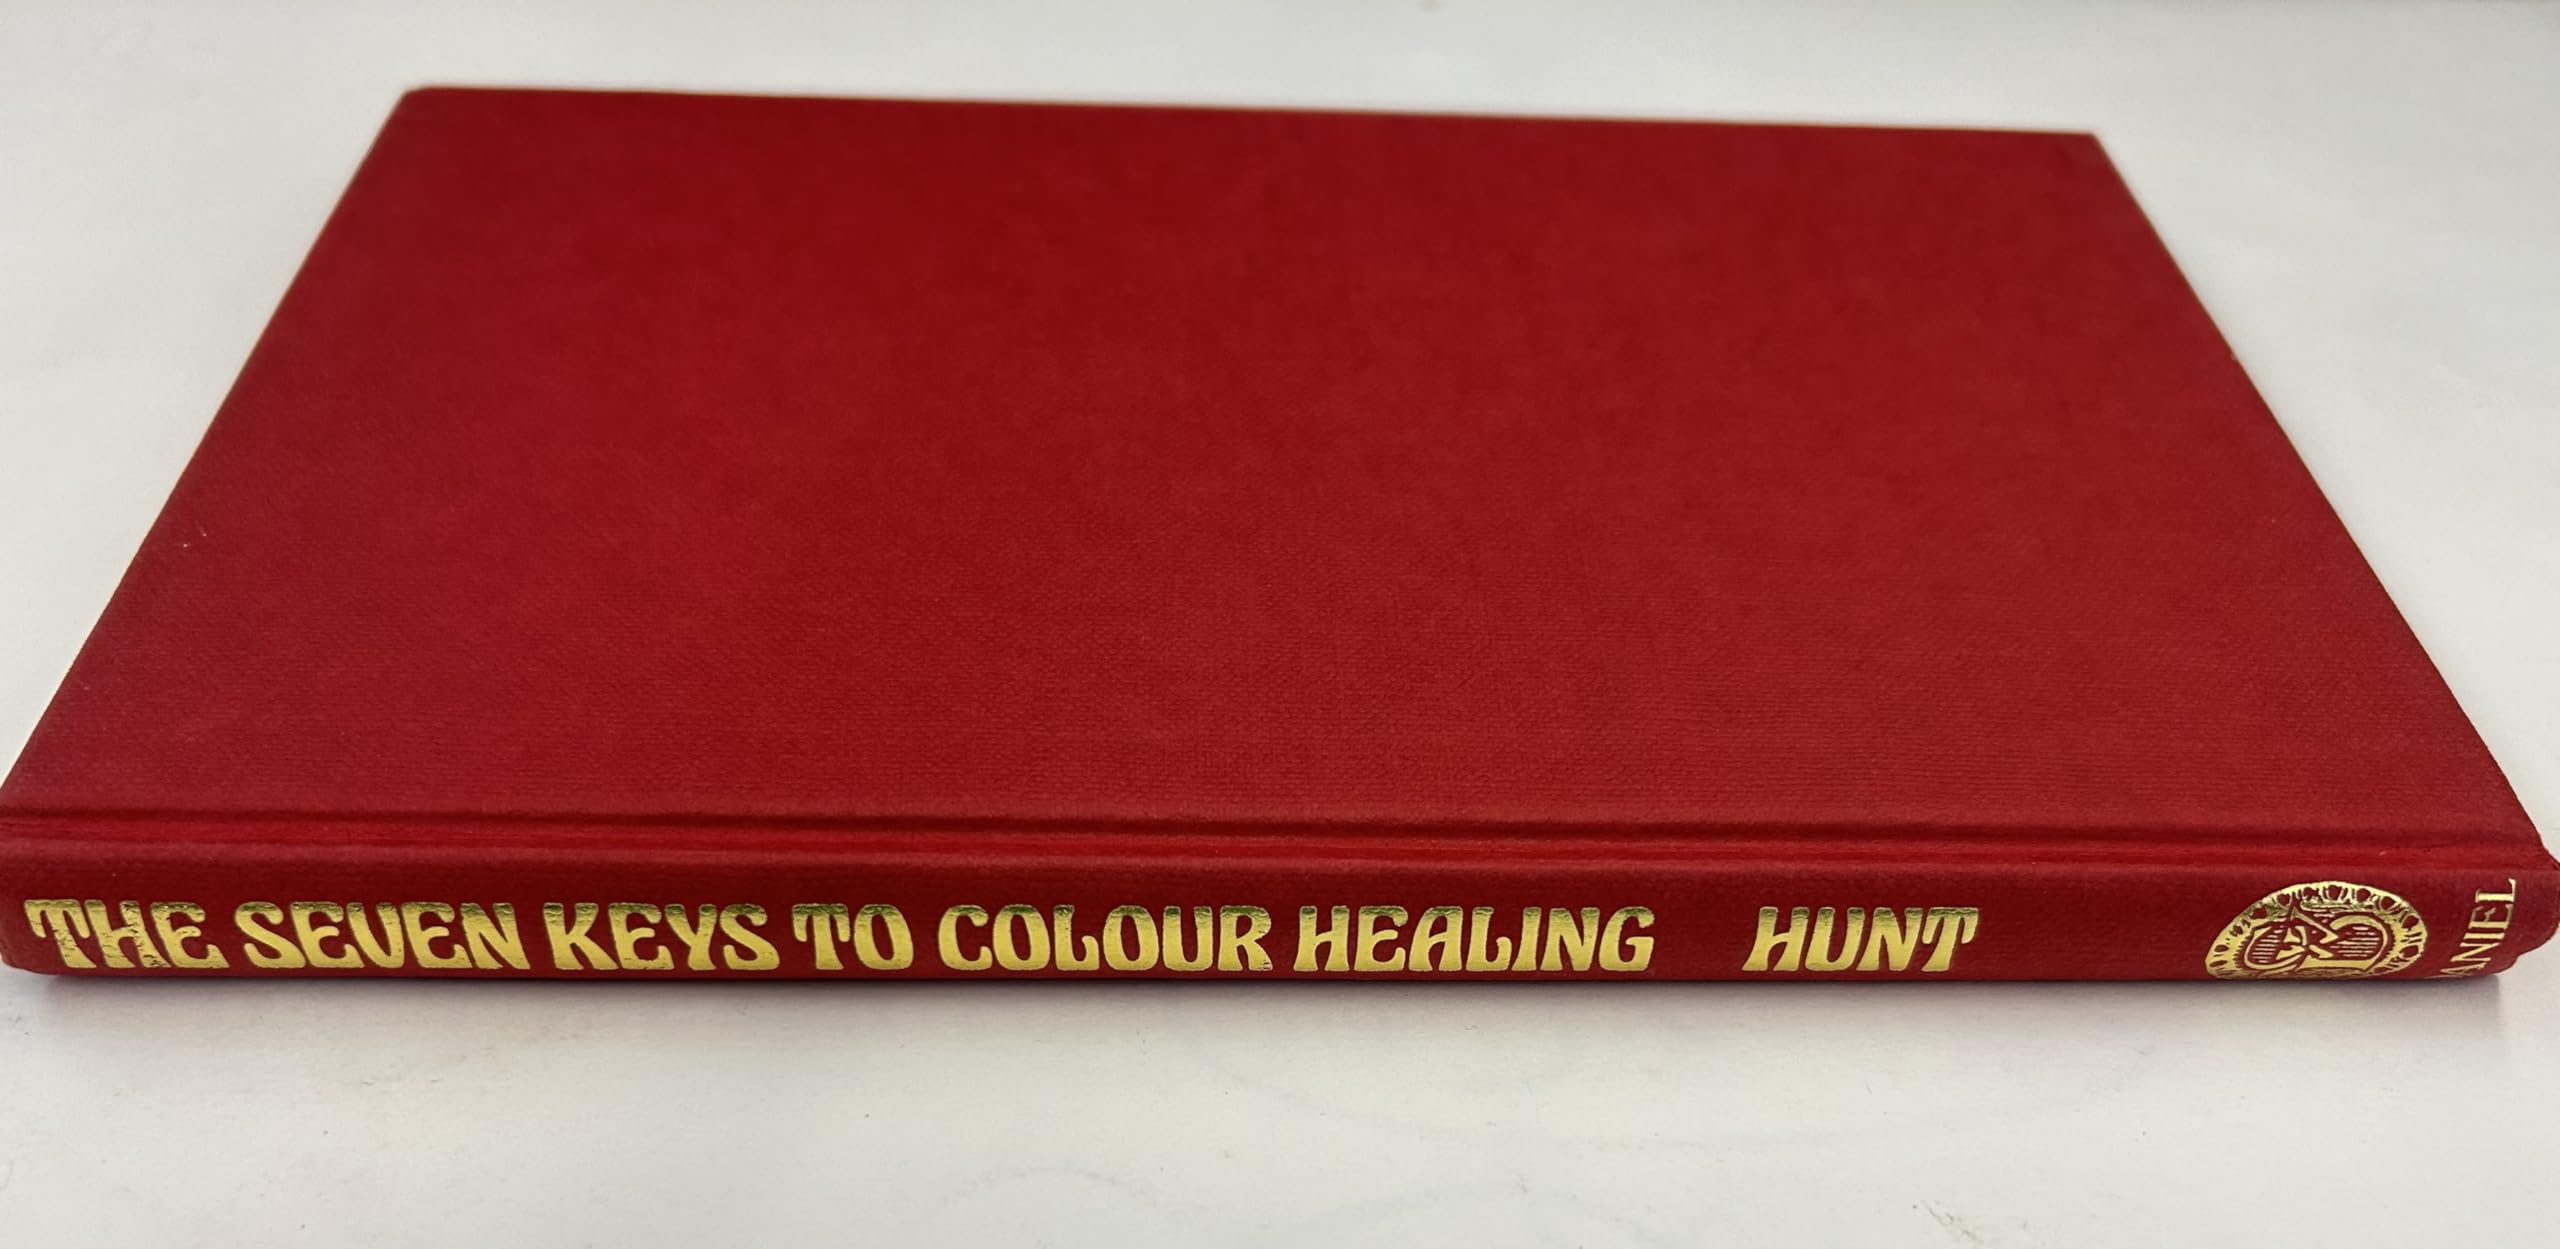 THE SEVEN KEYS TO COLOUR HEALING HUNT